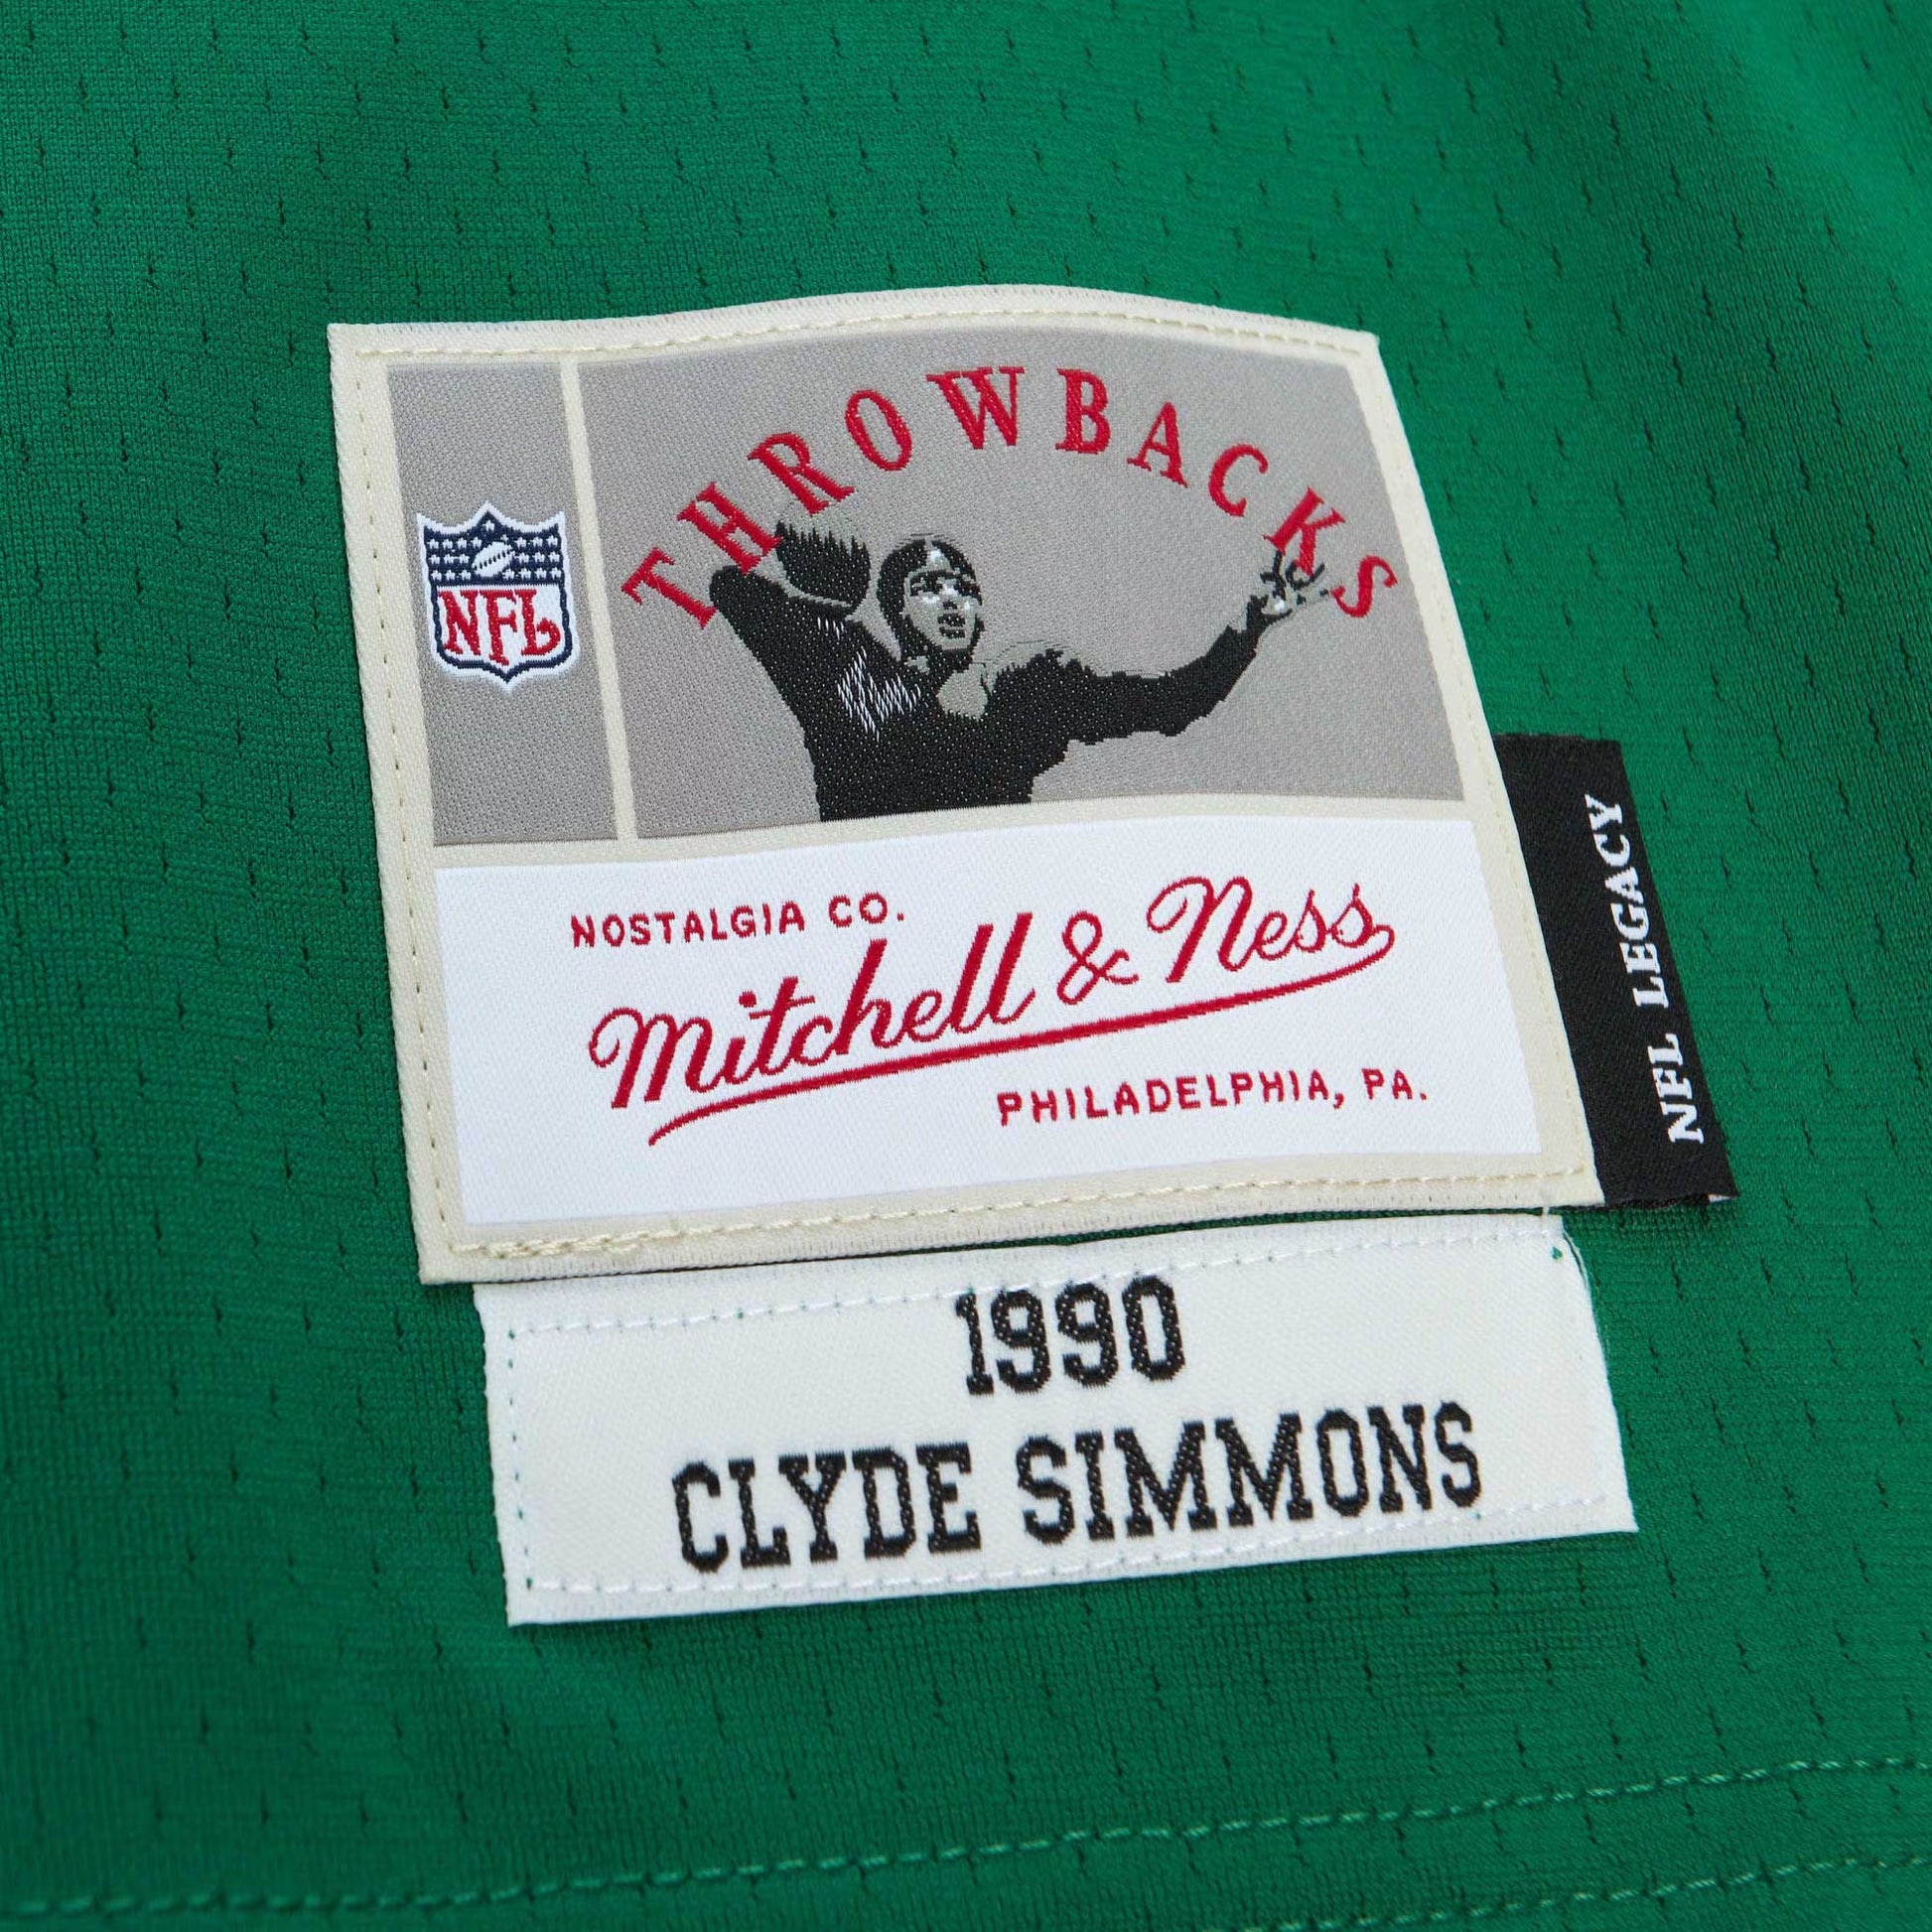 THROWBACKS
NFL
NOSTALGIA CO.
Mitchell & Ness
PHILADELPHIA, PA.
NFL LEGACY
1990
CLYDE SIMMONS